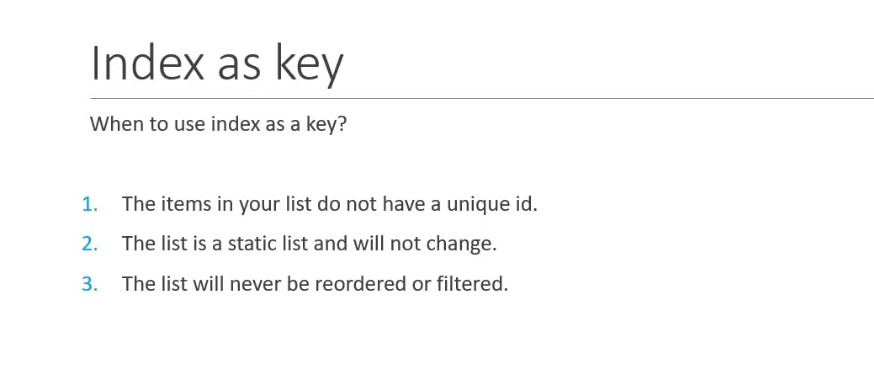 Index as key
When to use index as a key?
1. The items in your list do not have a unique id.
2. The list is a static list and will not change.
3. The list will never be reordered or filtered.